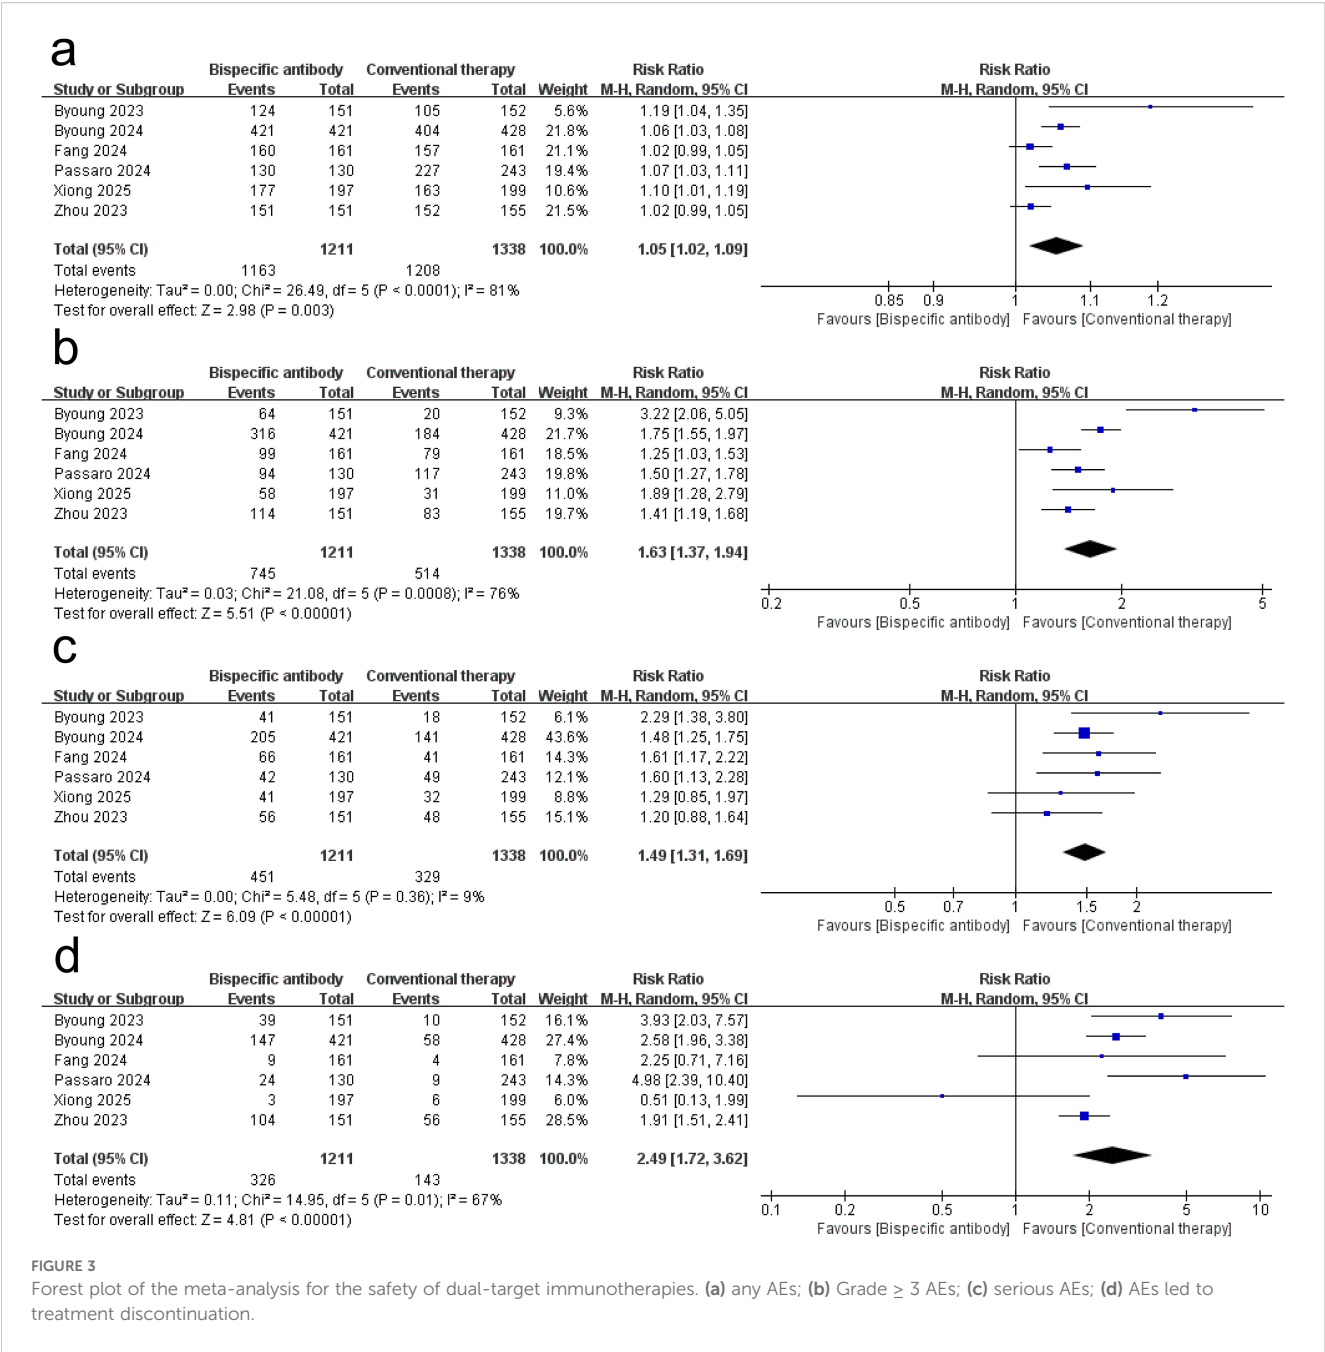 a
Bispecific antibody Conventional therapy Risk Ratio Risk Ratio
Study or Subgroup Events Total Events Total Weight M-H, Random, 95% CI M-H, Random, 95% CI
Byoung 2023 124 151 105 152 5.6% 1.19 [1.04, 1.35]
Byoung 2024 421 421 404 428 21.8% 1.06 [1.03, 1.08]
Fang 2024 160 161 157 161 21.1% 1.02 [0.99, 1.05]
Passaro 2024 130 130 227 243 19.4% 1.07 [1.03, 1.11]
Xiong 2025 177 197 163 199 10.6% 1.10 [1.01, 1.19]
Zhou 2023 151 151 152 155 21.5% 1.02 [0.99, 1.05]
Total (95% CI) 1211 1338 100.0% 1.05 [1.02, 1.09]
Total events 1163 1208
Heterogeneity: Tau² = 0.00; Chi² = 26.49, df = 5 (P < 0.0001); I² = 81%
Test for overall effect: Z = 2.98 (P = 0.003)
0.85 0.9 1 1.1 1.2
Favours [Bispecific antibody] Favours [Conventional therapy]
b
Bispecific antibody Conventional therapy Risk Ratio Risk Ratio
Study or Subgroup Events Total Events Total Weight M-H, Random, 95% CI M-H, Random, 95% CI
Byoung 2023 64 151 20 152 9.3% 3.22 [2.06, 5.05]
Byoung 2024 316 421 184 428 21.7% 1.75 [1.55, 1.97]
Fang 2024 99 161 79 161 18.5% 1.25 [1.03, 1.53]
Passaro 2024 94 130 117 243 19.8% 1.50 [1.27, 1.78]
Xiong 2025 58 197 31 199 11.0% 1.89 [1.28, 2.79]
Zhou 2023 114 151 83 155 19.7% 1.41 [1.19, 1.68]
Total (95% CI) 1211 1338 100.0% 1.63 [1.37, 1.94]
Total events 745 514
Heterogeneity: Tau² = 0.03; Chi² = 21.08, df = 5 (P = 0.0008); I² = 76%
Test for overall effect: Z = 5.51 (P < 0.00001)
0.2 0.5 1 2 5
Favours [Bispecific antibody] Favours [Conventional therapy]
c
Bispecific antibody Conventional therapy Risk Ratio Risk Ratio
Study or Subgroup Events Total Events Total Weight M-H, Random, 95% CI M-H, Random, 95% CI
Byoung 2023 41 151 18 152 6.1% 2.29 [1.38, 3.80]
Byoung 2024 205 421 141 428 43.6% 1.48 [1.25, 1.75]
Fang 2024 66 161 41 161 14.3% 1.61 [1.17, 2.22]
Passaro 2024 42 130 49 243 12.1% 1.60 [1.13, 2.28]
Xiong 2025 41 197 32 199 8.8% 1.29 [0.85, 1.97]
Zhou 2023 56 151 48 155 15.1% 1.20 [0.88, 1.64]
Total (95% CI) 1211 1338 100.0% 1.49 [1.31, 1.69]
Total events 451 329
Heterogeneity: Tau² = 0.00; Chi² = 5.48, df = 5 (P = 0.36); I² = 9%
Test for overall effect: Z = 6.09 (P < 0.00001)
0.5 0.7 1 1.5 2
Favours [Bispecific antibody] Favours [Conventional therapy]
d
Bispecific antibody Conventional therapy Risk Ratio Risk Ratio
Study or Subgroup Events Total Events Total Weight M-H, Random, 95% CI M-H, Random, 95% CI
Byoung 2023 39 151 10 152 16.1% 3.93 [2.03, 7.57]
Byoung 2024 147 421 58 428 27.4% 2.58 [1.96, 3.38]
Fang 2024 9 161 4 161 7.8% 2.25 [0.71, 7.16]
Passaro 2024 24 130 9 243 14.3% 4.98 [2.39, 10.40]
Xiong 2025 3 197 6 199 6.0% 0.51 [0.13, 1.99]
Zhou 2023 104 151 56 155 28.5% 1.91 [1.51, 2.41]
Total (95% CI) 1211 1338 100.0% 2.49 [1.72, 3.62]
Total events 326 143
Heterogeneity: Tau² = 0.11; Chi² = 14.95, df = 5 (P = 0.01); I² = 67%
Test for overall effect: Z = 4.81 (P < 0.00001)
0.1 0.2 0.5 1 2 5 10
Favours [Bispecific antibody] Favours [Conventional therapy]
FIGURE 3
Forest plot of the meta-analysis for the safety of dual-target immunotherapies. (a) any AEs; (b) Grade ≥ 3 AEs; (c) serious AEs; (d) AEs led to
treatment discontinuation.